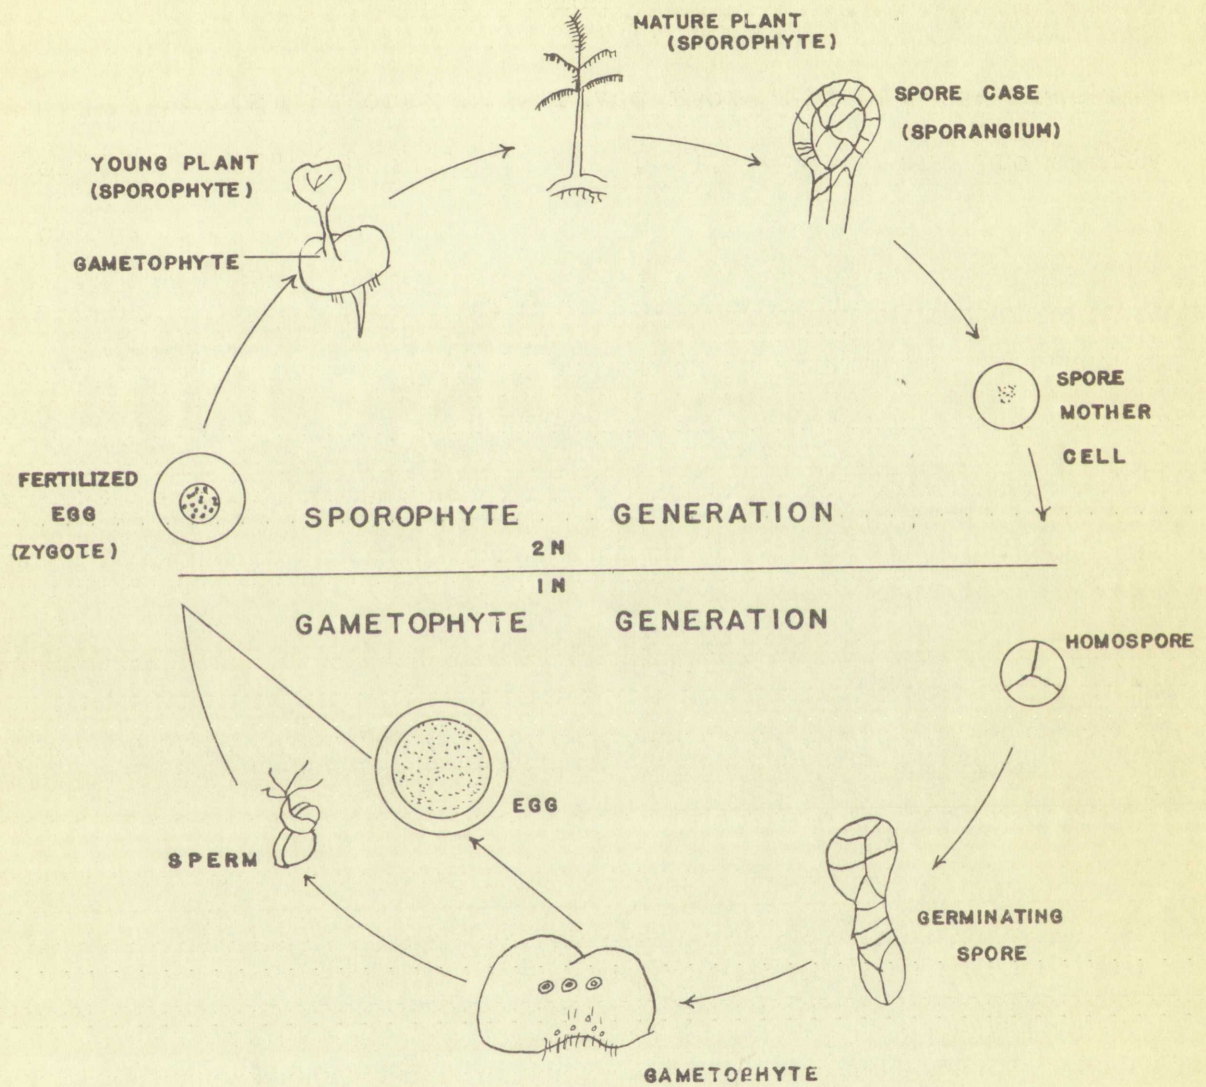 MATURE PLANT
(SPOROPHYTE)
SPORE CASE
(SPORANGIUM)
YOUNG PLANT
(SPOROPHYTE)
GAMETOPHYTE
SPORE
MOTHER
CELL
FERTILIZED
EGG
(ZYGOTE)
SPOROPHYTE GENERATION
2N
1N
GAMETOPHYTE GENERATION
HOMOSPORE
EGG
SPERM
GERMINATING
SPORE
GAMETOPHYTE